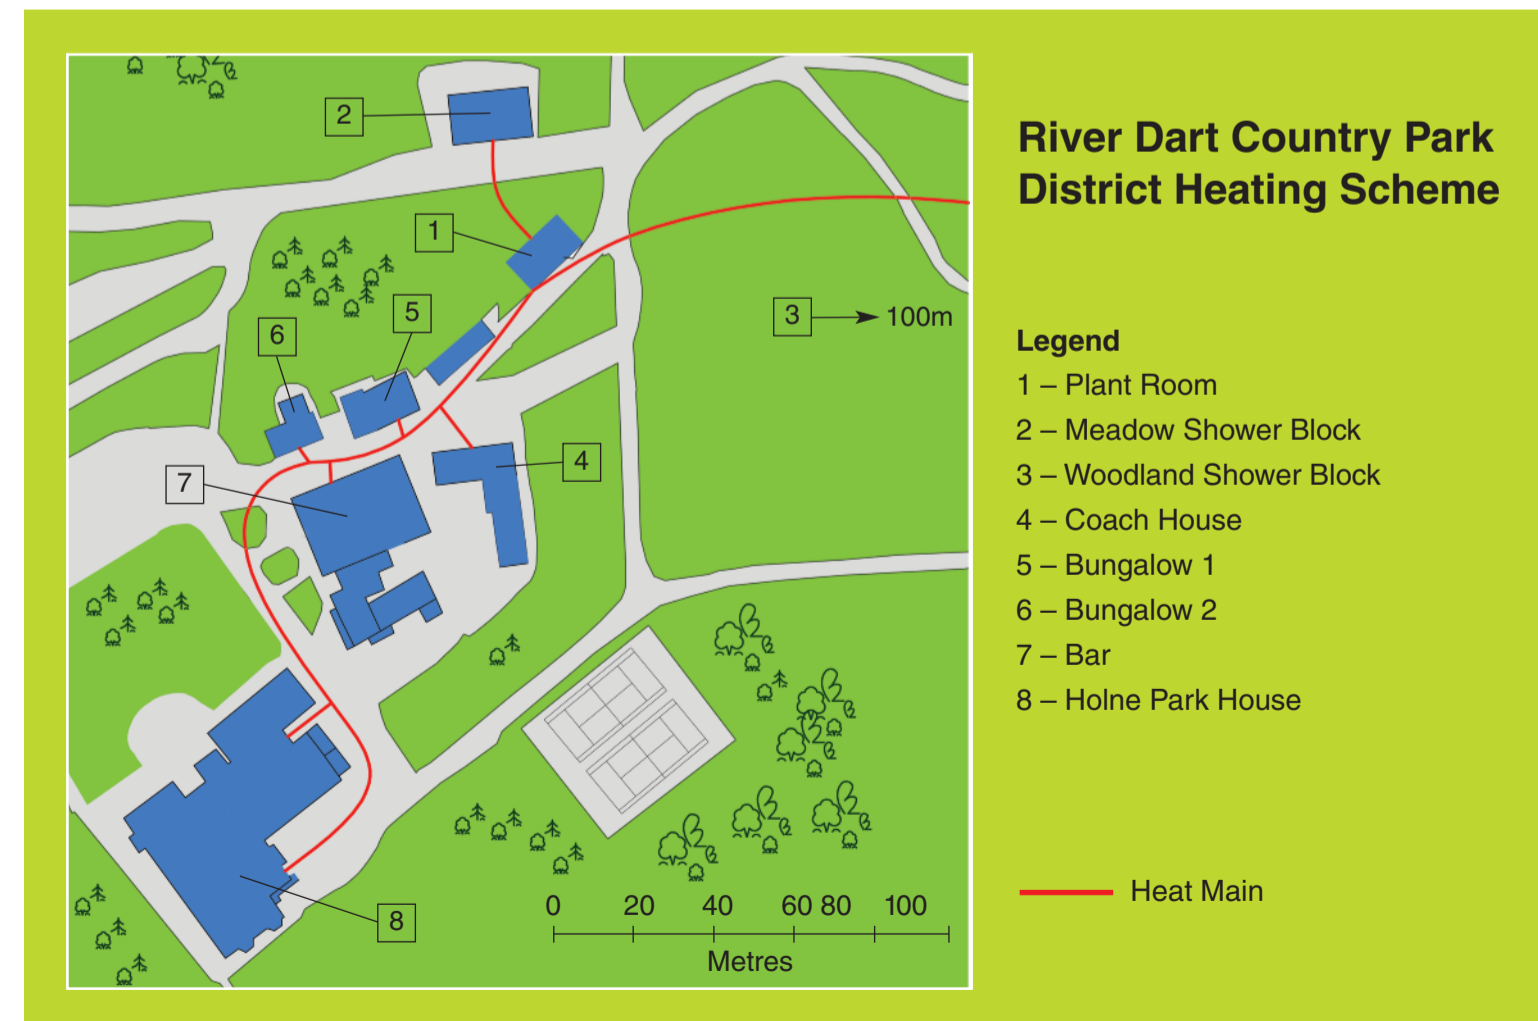 River Dart Country Park
District Heating Scheme
2
1
5
6
3
100m
4
7
8
Legend
1 – Plant Room
2 – Meadow Shower Block
3 – Woodland Shower Block
4 – Coach House
5 – Bungalow 1
6 – Bungalow 2
7 – Bar
8 – Holne Park House
Heat Main
0 20 40 60 80 100
Metres